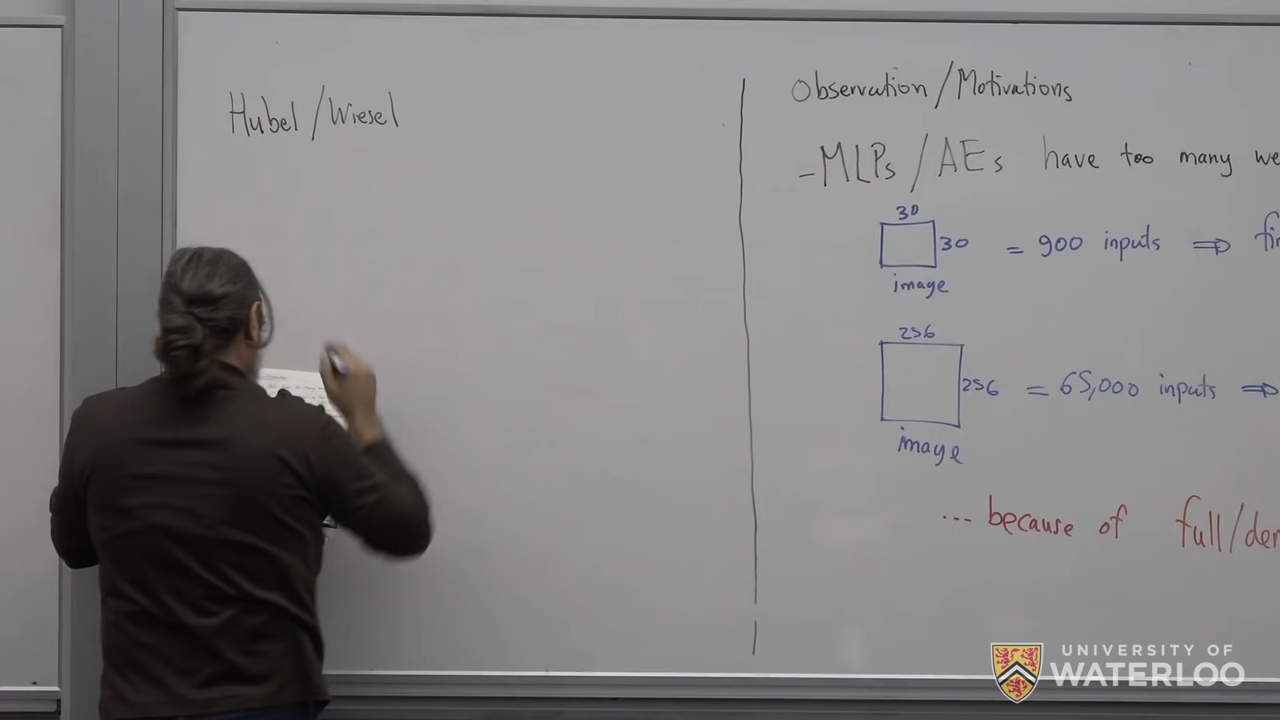 Hubel/Wiesel
Observation/Motivations
-MLPs/AEs have too many
30
30
= 900 inputs ⇒
image
256
256
= 65,000 inputs ⇒
image
... because of full/
UNIVERSITY OF
WATERLOO